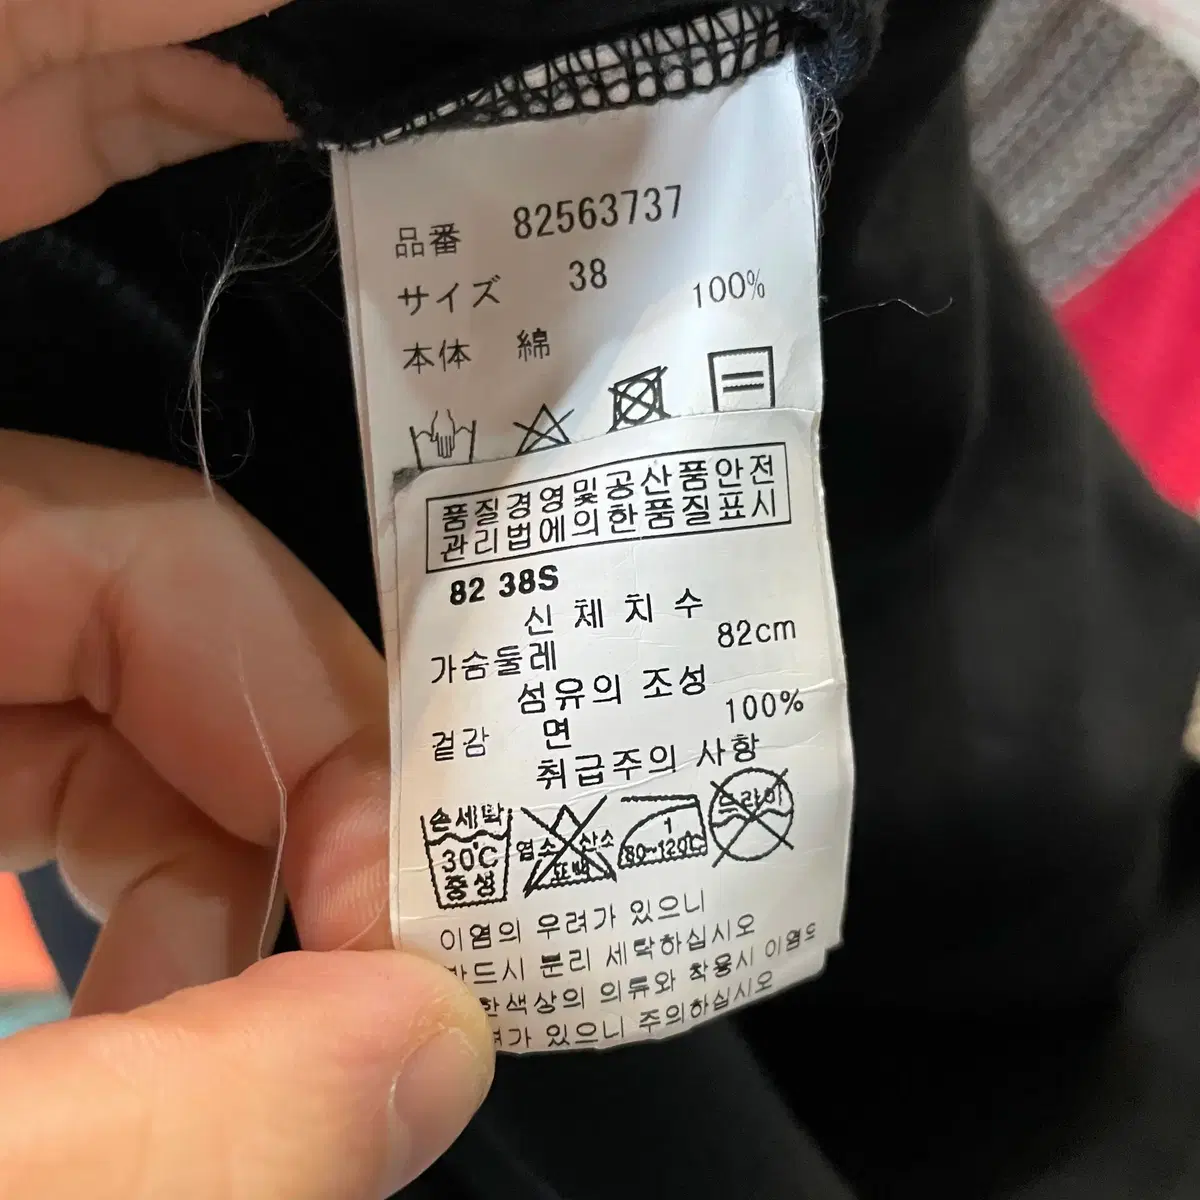 品番 82563737
サイズ 38
本体 綿 100%
품질경영및공산품안전
관리법에의한품질표시
82 38S
신체치수
가슴둘레 82cm
섬유의 조성
겉감 면 100%
취급주의 사항
손세탁
30℃
중성
염소 산소
표백
1
80~120℃
드라이
이염의 우려가 있으니
반드시 분리 세탁하십시오
한색상의 의류와 착용시
가 있으니 주의하십시오